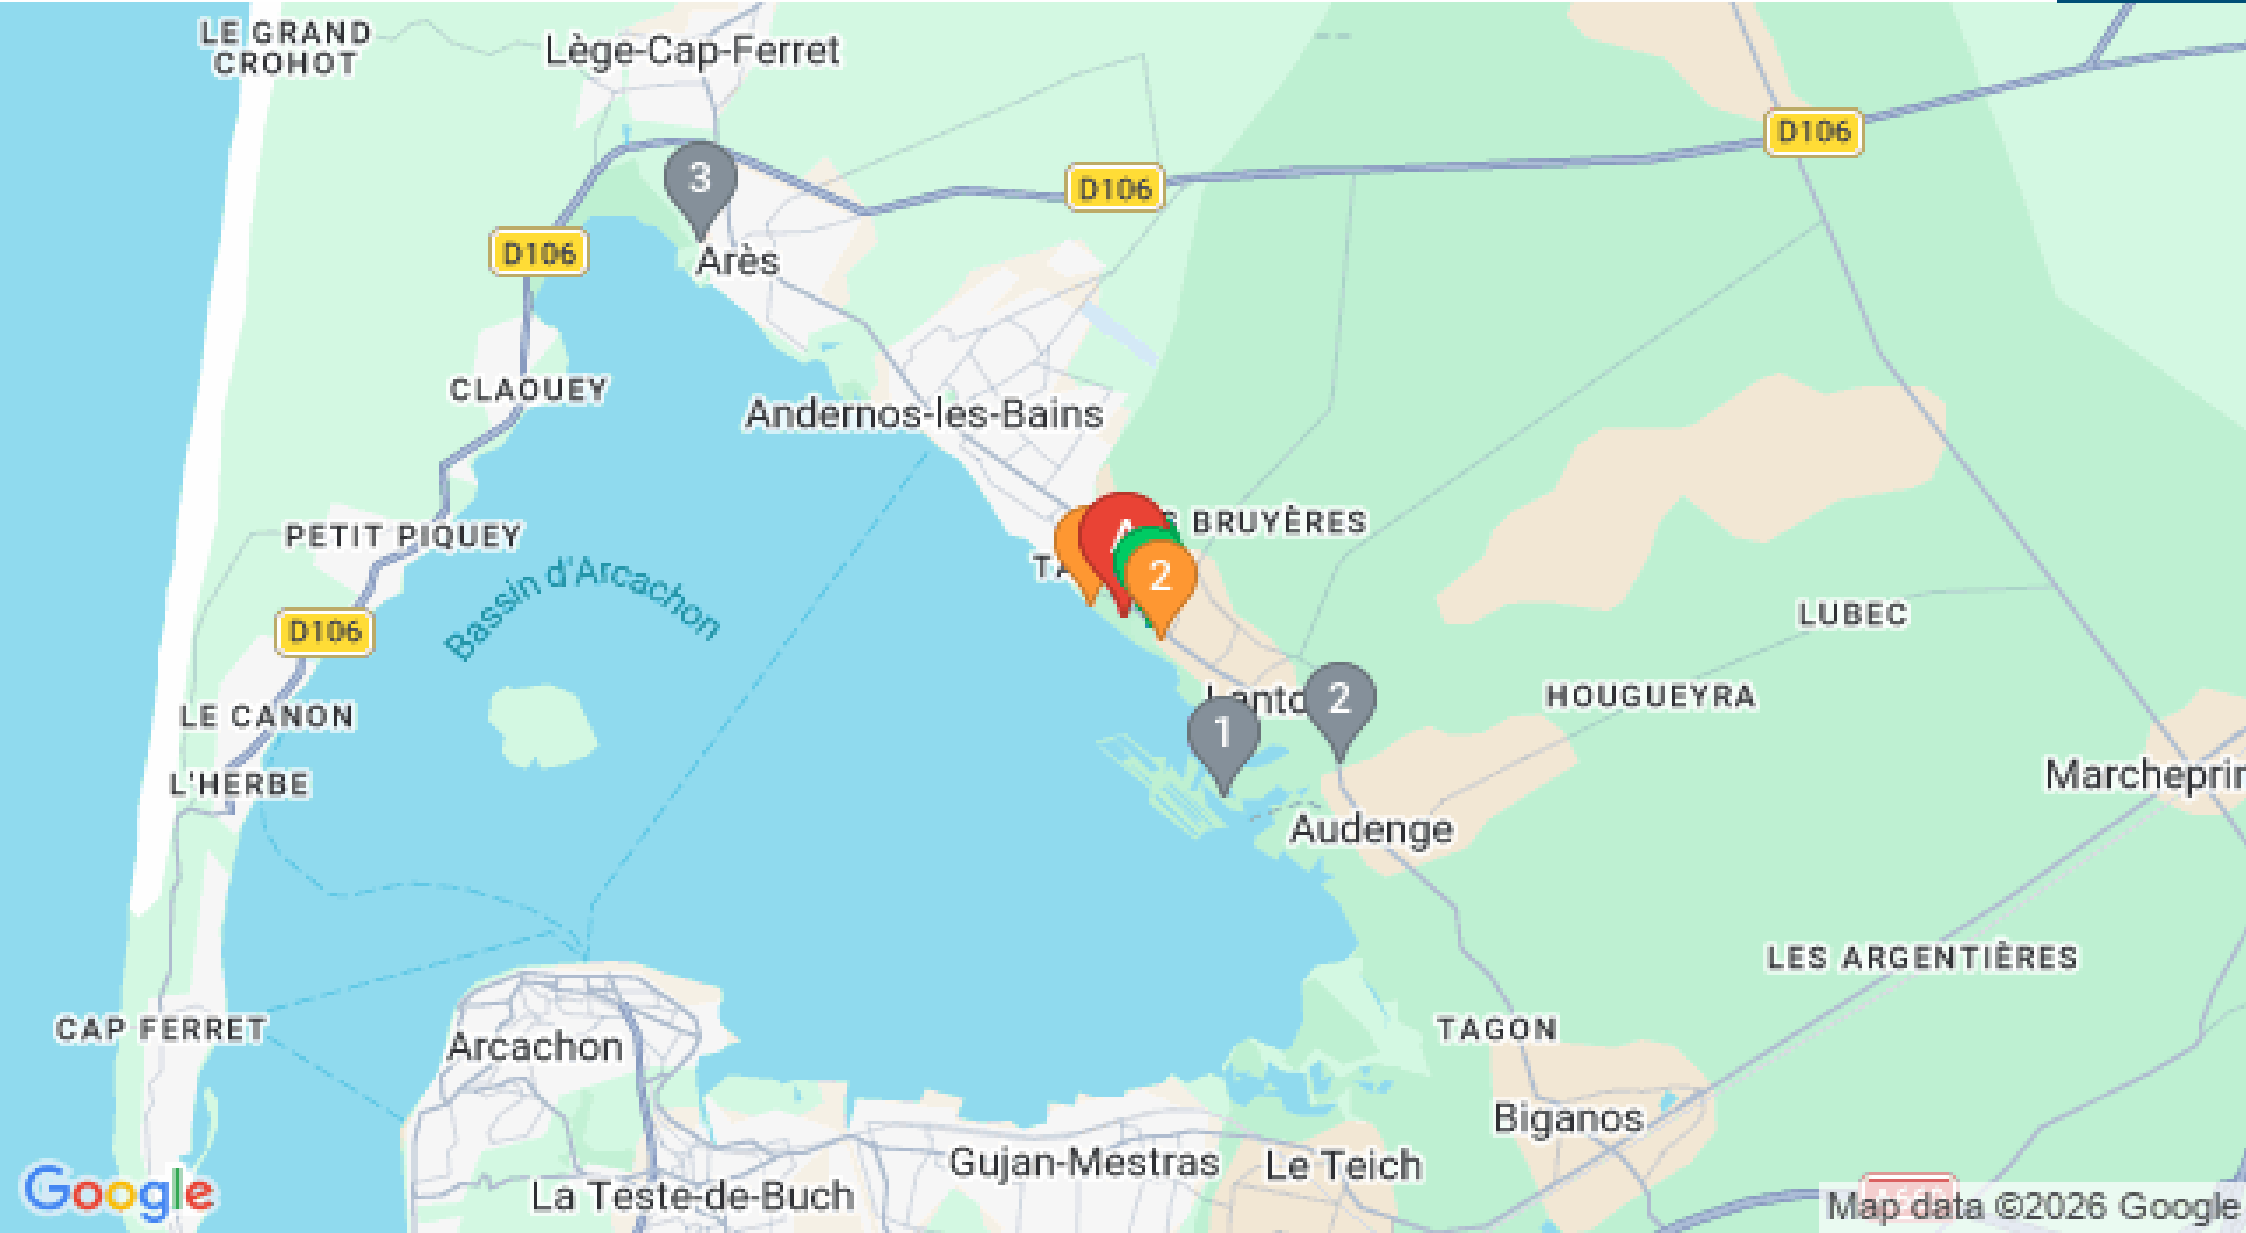 LE GRAND
CROHOT
Lège-Cap-Ferret
D106
3
D106
D106
Arès
CLAOUEY
Andernos-les-Bains
BRUYÈRES
PETIT PIQUEY
A
2
Bassin d'Arcachon
D106
LUBEC
LE CANON
2
HOUGUEYRA
1
L'HERBE
Audenge
LES ARGENTIÈRES
CAP FERRET
Arcachon
TAGON
Biganos
Gujan-Mestras
Le Teich
La Teste-de-Buch
Google
Map data ©2026 Google